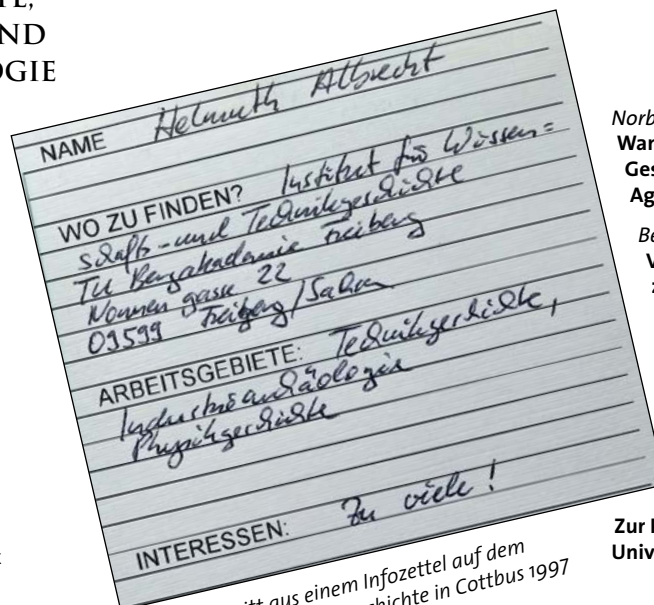 TE,
ND
OGIE
NAME Helmuth Albrecht
WO ZU FINDEN? Institut für Wissen=
schafts- und Technikgeschichte
TU Bergakademie Freiberg
Nonnengasse 22
09599 Freiberg/Sachsen
ARBEITSGEBIETE: Technikgeschichte,
Industriearchäologie
Physikgeschichte
INTERESSEN: Zu viele!
itt aus einem Infozettel auf dem
chichte in Cottbus 1997
Norb
War
Ges
Ag
Be
V
z
Zur
Univ